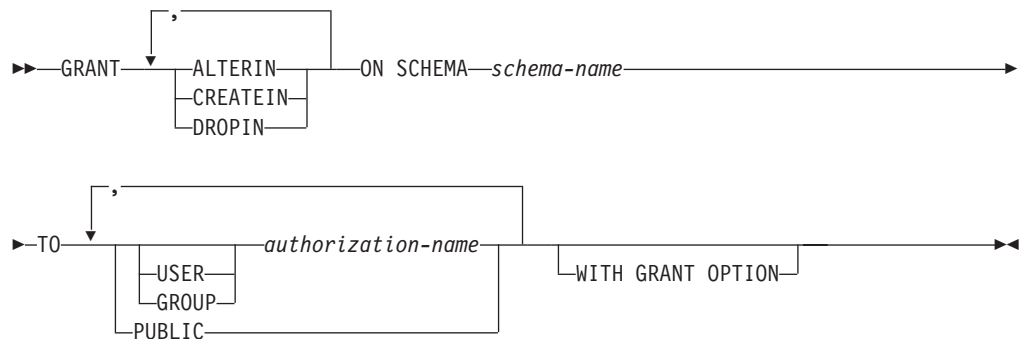 ,
GRANT ALTERIN ON SCHEMA schema-name
CREATEIN
DROPIN
,
TO authorization-name
USER WITH GRANT OPTION
GROUP
PUBLIC